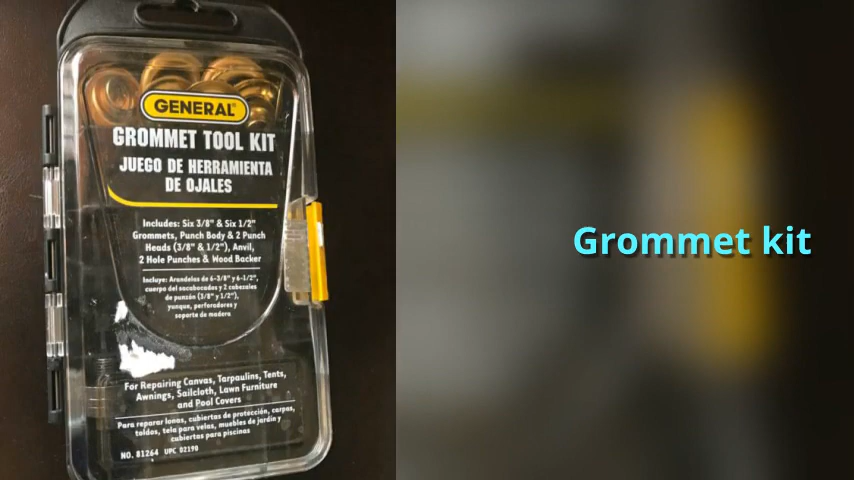 GENERAL®
GROMMET TOOL KIT
JUEGO DE HERRAMIENTA
DE OJALES
Includes: Six 3/8" & Six 1/2"
Grommets, Punch Body & 2 Punch
Heads (3/8" & 1/2"), Anvil,
2 Hole Punches & Wood Backer
Incluye: Arandelas de 6-3/8" y 6-1/2",
cuerpo del sacabocados y 2 cabezales
de punzón (3/8" y 1/2"),
yunque, perforadores y
soporte de madera
For Repairing Canvas, Tarpaulins, Tents,
Awnings, Sailcloth, Lawn Furniture
and Pool Covers
Para reparar lonas, cubiertas de protección, carpas,
toldos, tela para velas, muebles de jardín y
cubiertas para piscinas
NO. 81264 UPC 02190
Grommet kit